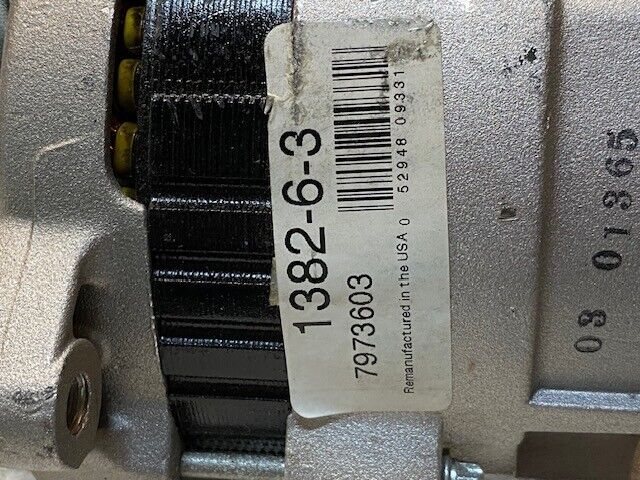 1382-6-3
7973603
Remanufactured in the USA 0
52948 09331
03 01365